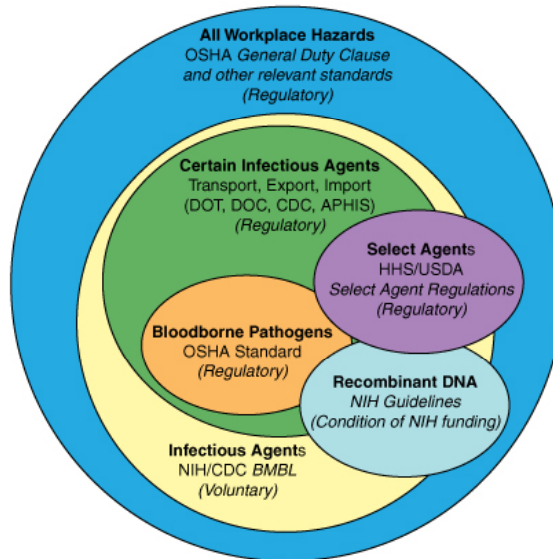 All Workplace Hazards
OSHA General Duty Clause
and other relevant standards
(Regulatory)
Certain Infectious Agents
Transport, Export, Import
(DOT, DOC, CDC, APHIS)
(Regulatory)
Select Agents
HHS/USDA
Select Agent Regulations
(Regulatory)
Bloodborne Pathogens
OSHA Standard
(Regulatory)
Recombinant DNA
NIH Guidelines
(Condition of NIH funding)
Infectious Agents
NIH/CDC BMBL
(Voluntary)